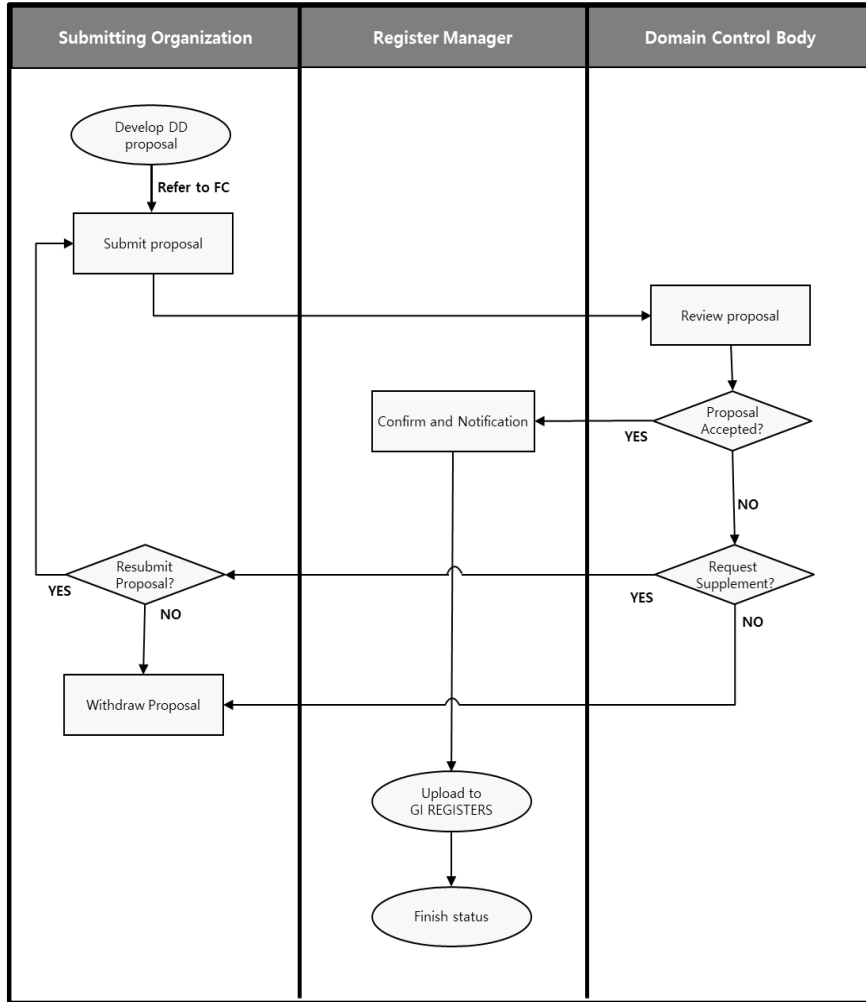 Submitting Organization
Register Manager
Domain Control Body
Develop DD
proposal
Refer to FC
Submit proposal
Review proposal
Confirm and Notification
Proposal
Accepted?
YES
NO
Resubmit
Proposal?
Request
Supplement?
YES
YES
NO
NO
Withdraw Proposal
Upload to
GI REGISTERS
Finish status